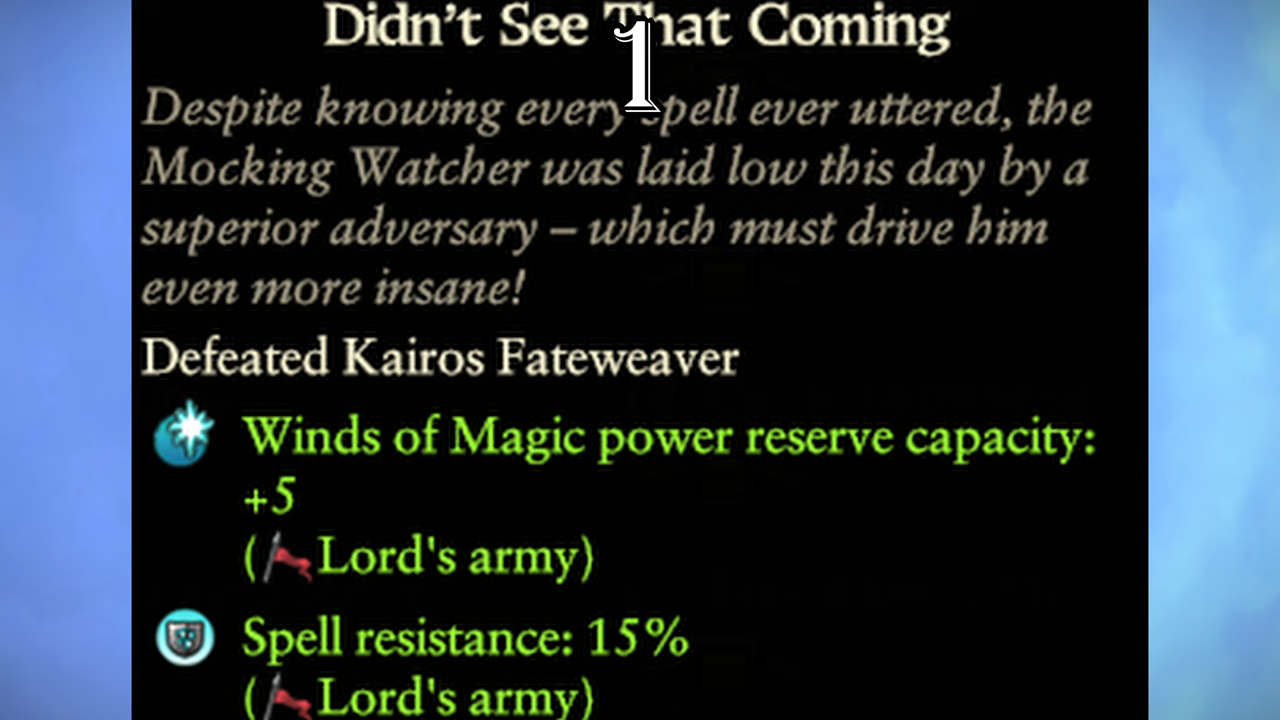 Didn't See That Coming
1
Despite knowing every spell ever uttered, the
Mocking Watcher was laid low this day by a
superior adversary – which must drive him
even more insane!
Defeated Kairos Fateweaver
Winds of Magic power reserve capacity:
+5
(Lord's army)
Spell resistance: 15%
(Lord's army)